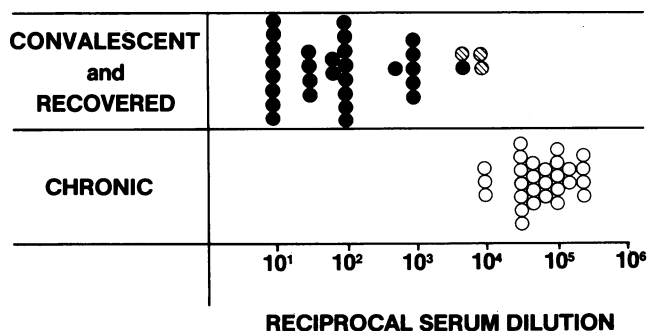 CONVALESCENT
and
RECOVERED
CHRONIC
10¹ 10² 10³ 10⁴ 10⁵ 10⁶
RECIPROCAL SERUM DILUTION